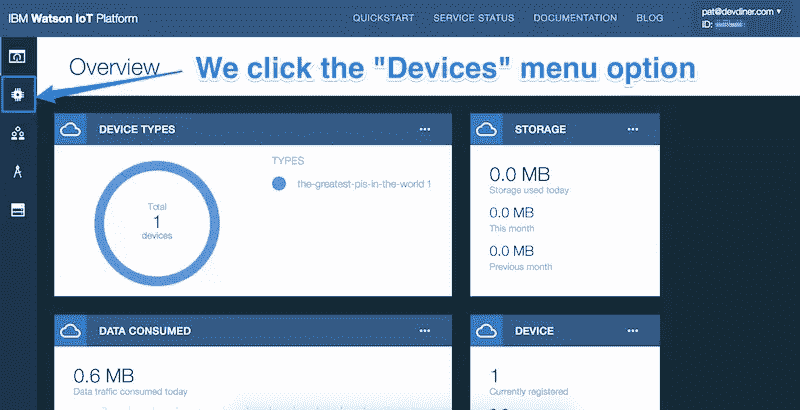 IBM Watson IoT Platform
QUICKSTART
SERVICE STATUS
DOCUMENTATION
BLOG
pat@devdiner.com
ID:
Overview
We click the "Devices" menu option
DEVICE TYPES
Total
1
devices
TYPES
the-greatest-pis-in-the-world 1
STORAGE
0.0 MB
Storage used today
0.0 MB
This month
0.0 MB
Previous month
DATA CONSUMED
0.6 MB
Data traffic consumed today
DEVICE
1
Currently registered